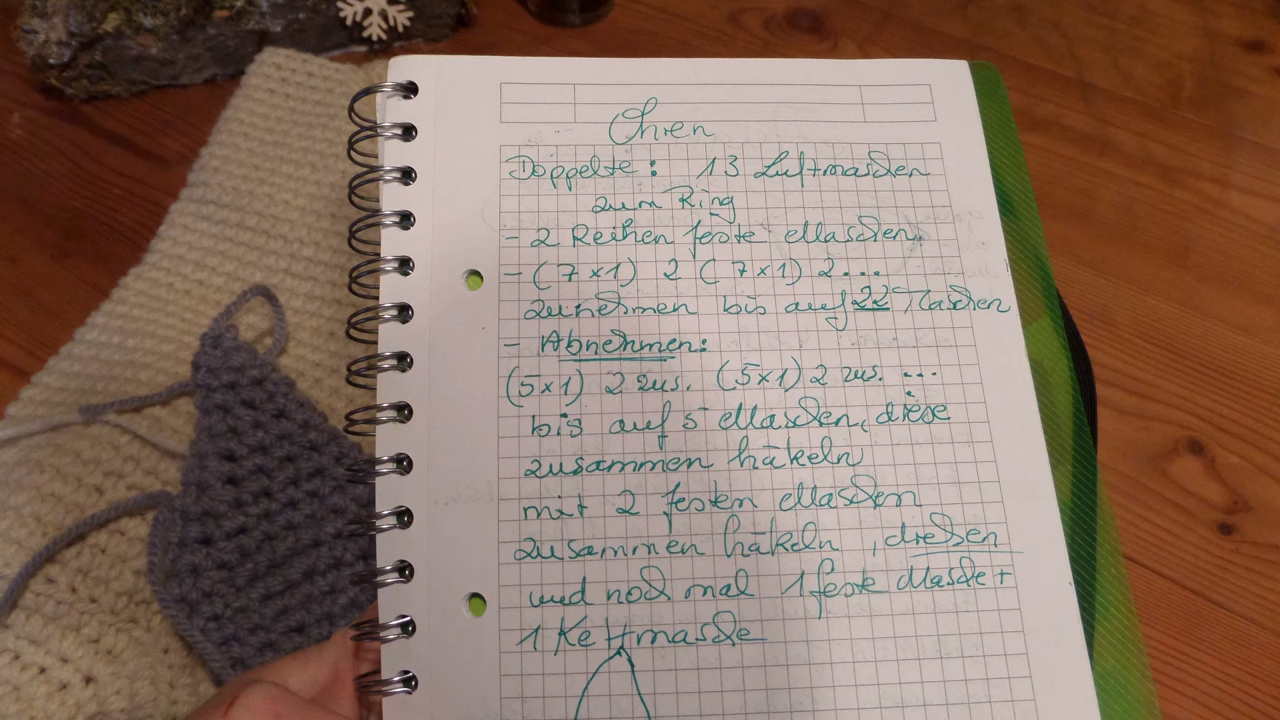 Ohren
Doppelte: 13 Luftmaschen
zum Ring
- 2 Reihen feste Maschen
- (7x1) 2 (7x1) 2...
zunehmen bis auf 22 Maschen
- Abnehmen:
(5x1) 2 zus. (5x1) 2 zus. ...
bis auf 5 Maschen, diese
zusammen häkeln
mit 2 festen Maschen
zusammen häkeln, drehen
und noch mal 1 feste Masche +
1 Kettmasche